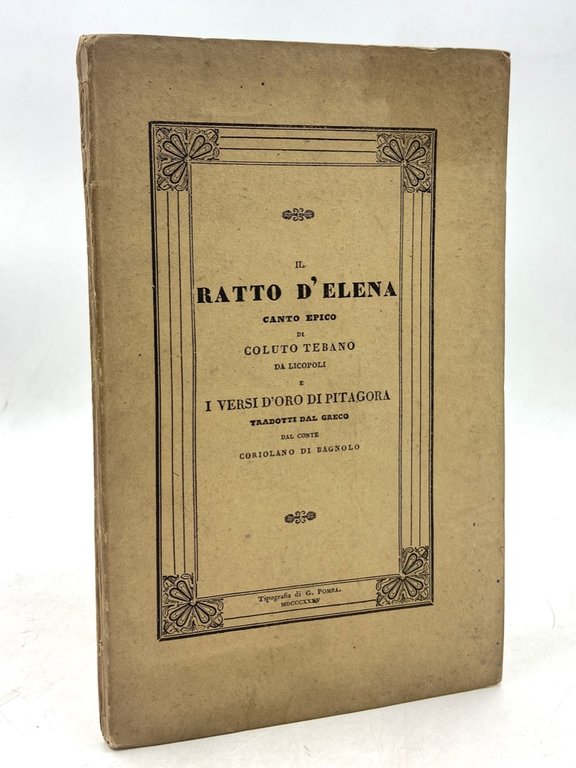 IL
RATTO D'ELENA
CANTO EPICO
DI
COLUTO TEBANO
DA LICOPOLI
E
I VERSI D'ORO DI PITAGORA
TRADOTTI DAL GRECO
DAL CONTE
CORIOLANO DI BAGNOLO
Tipografia di G. POMBA.
MDCCCXXXV